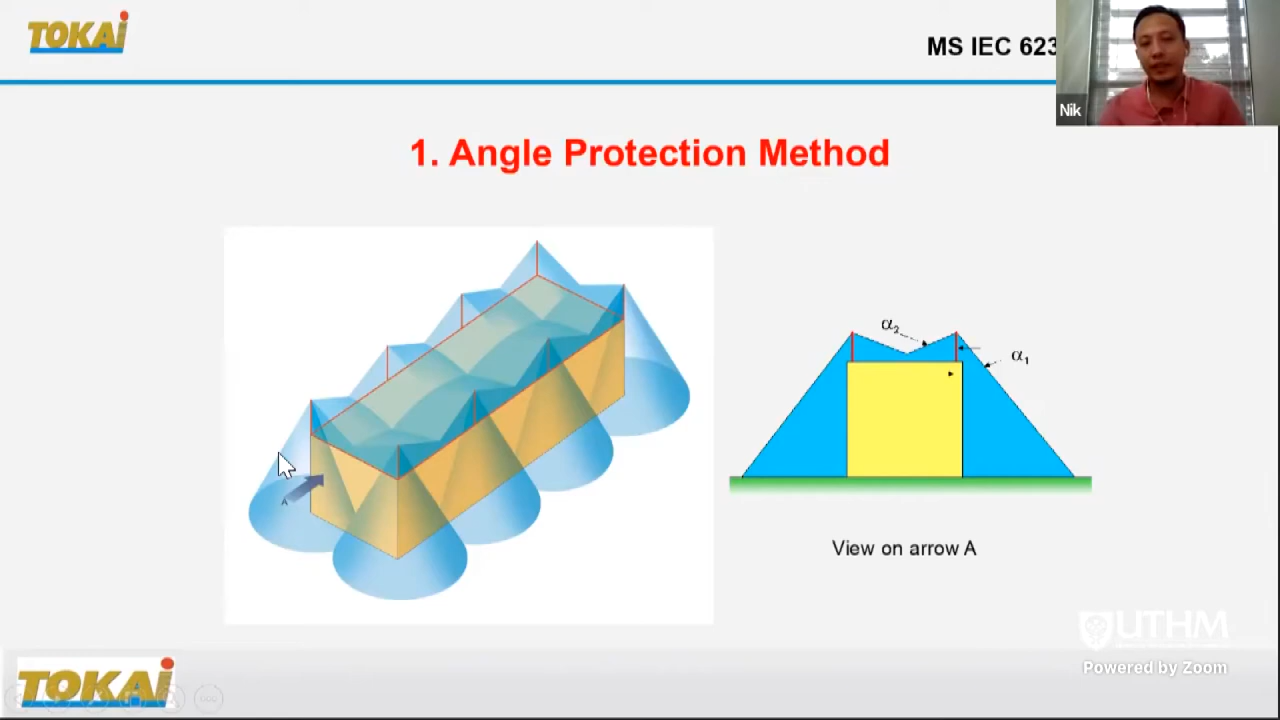 TOKAi
MS IEC 623
Nik
1. Angle Protection Method
α2
α1
A
View on arrow A
UTHM
Powered by Zoom
TOKAi